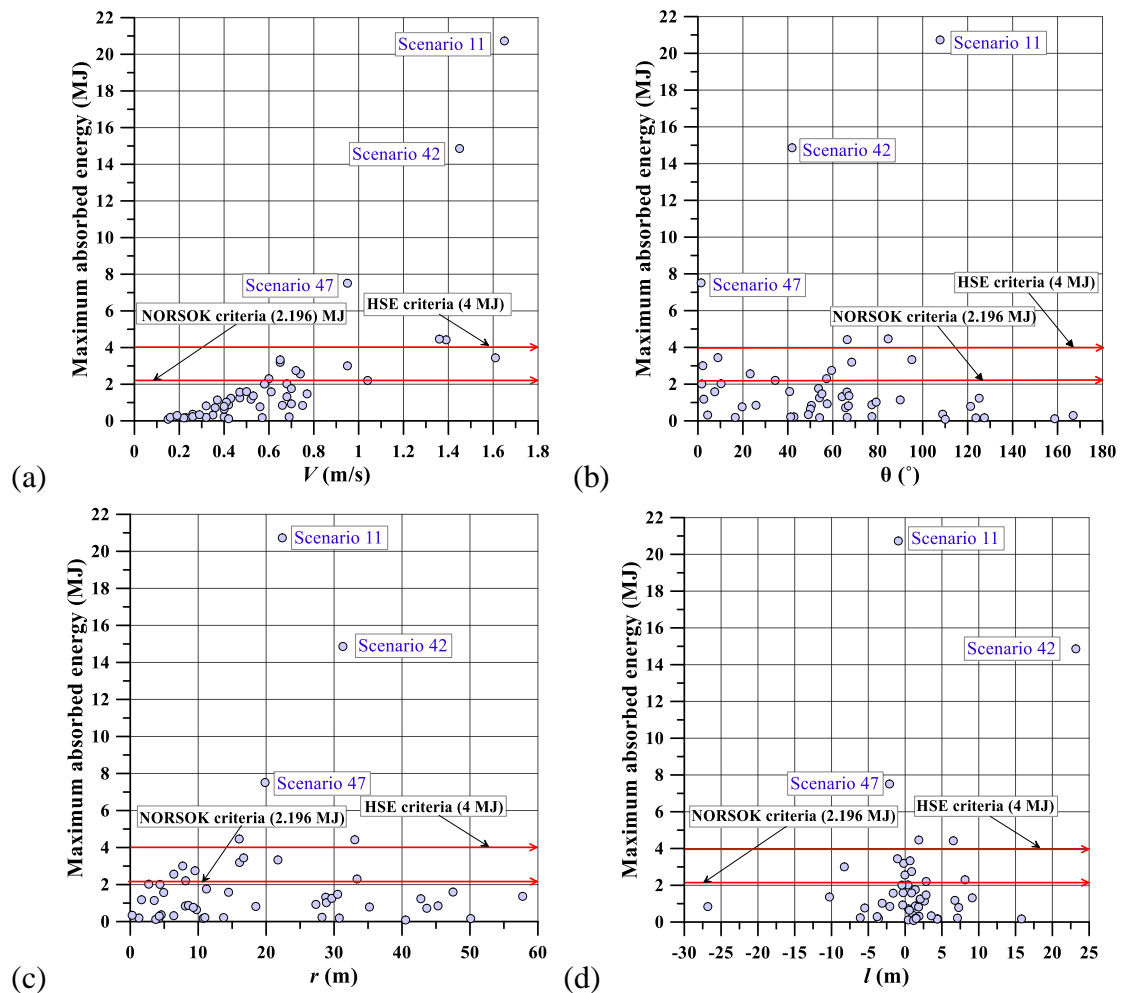 22
20
18
16
14
12
10
8
6
4
2
0
Maximum absorbed energy (MJ)
Scenario 11
Scenario 42
Scenario 47
HSE criteria (4 MJ)
NORSOK criteria (2.196) MJ
0 0.2 0.4 0.6 0.8 1 1.2 1.4 1.6 1.8
V (m/s)
(a)
22
20
18
16
14
12
10
8
6
4
2
0
Maximum absorbed energy (MJ)
Scenario 11
Scenario 42
Scenario 47
HSE criteria (4 MJ)
NORSOK criteria (2.196 MJ)
0 20 40 60 80 100 120 140 160 180
θ (°)
(b)
22
20
18
16
14
12
10
8
6
4
2
0
Maximum absorbed energy (MJ)
Scenario 11
Scenario 42
Scenario 47
HSE criteria (4 MJ)
NORSOK criteria (2.196 MJ)
0 10 20 30 40 50 60
r (m)
(c)
22
20
18
16
14
12
10
8
6
4
2
0
Maximum absorbed energy (MJ)
Scenario 11
Scenario 42
Scenario 47
HSE criteria (4 MJ)
NORSOK criteria (2.196 MJ)
-30 -25 -20 -15 -10 -5 0 5 10 15 20 25
l (m)
(d)